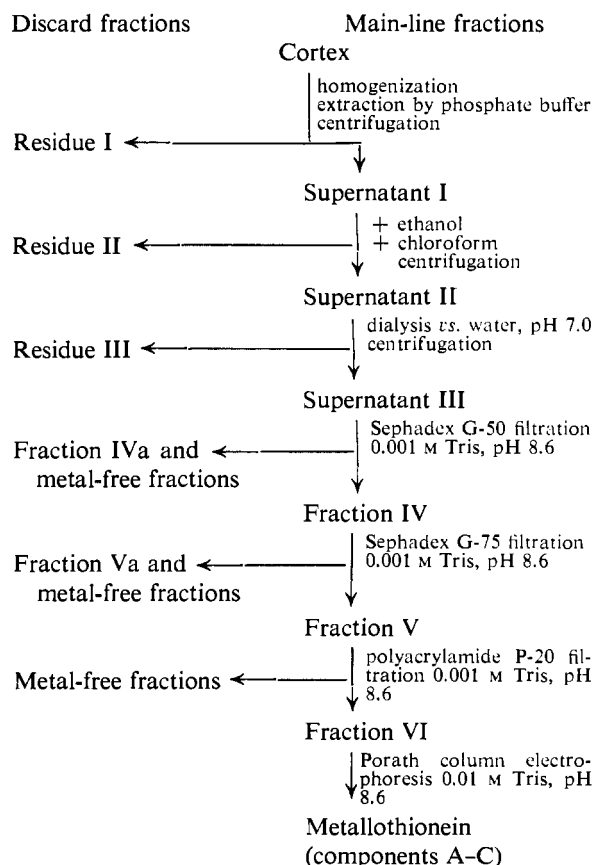 Discard fractions Main-line fractions
Cortex
homogenization
extraction by phosphate buffer
centrifugation
Residue I
Supernatant I
+ ethanol
+ chloroform
centrifugation
Residue II
Supernatant II
dialysis vs. water, pH 7.0
centrifugation
Residue III
Supernatant III
Sephadex G-50 filtration
0.001 M Tris, pH 8.6
Fraction IVa and
metal-free fractions
Fraction IV
Sephadex G-75 filtration
0.001 M Tris, pH 8.6
Fraction Va and
metal-free fractions
Fraction V
polyacrylamide P-20 fil-
tration 0.001 M Tris, pH
8.6
Metal-free fractions
Fraction VI
Porath column electro-
phoresis 0.01 M Tris, pH
8.6
Metallothionein
(components A–C)